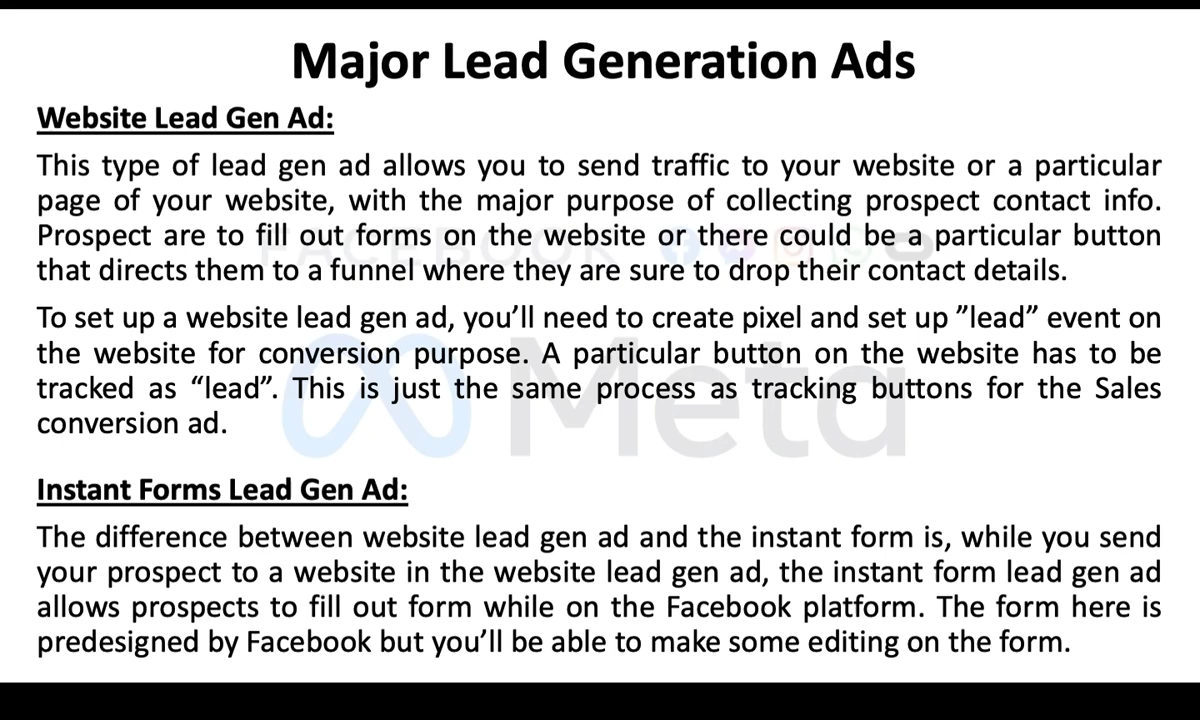 Major Lead Generation Ads
Website Lead Gen Ad:
This type of lead gen ad allows you to send traffic to your website or a particular
page of your website, with the major purpose of collecting prospect contact info.
Prospect are to fill out forms on the website or there could be a particular button
that directs them to a funnel where they are sure to drop their contact details.
To set up a website lead gen ad, you’ll need to create pixel and set up ”lead” event on
the website for conversion purpose. A particular button on the website has to be
tracked as “lead”. This is just the same process as tracking buttons for the Sales
conversion ad.
Instant Forms Lead Gen Ad:
The difference between website lead gen ad and the instant form is, while you send
your prospect to a website in the website lead gen ad, the instant form lead gen ad
allows prospects to fill out form while on the Facebook platform. The form here is
predesigned by Facebook but you’ll be able to make some editing on the form.
FACEBOOK
Meta